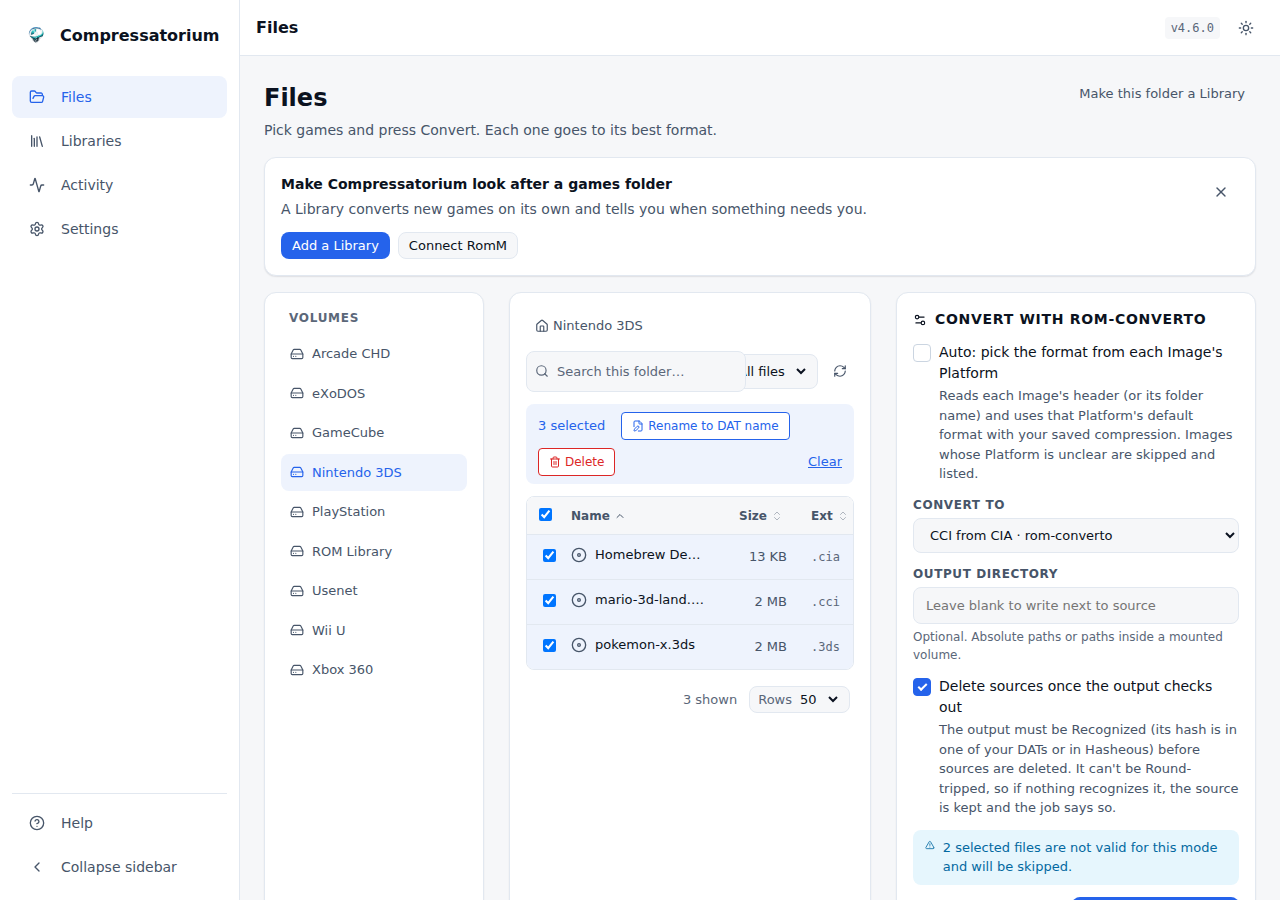 Compressatorium
Files
Libraries
Activity
Settings
Help
Collapse sidebar
Files
v4.6.0
Files
Make this folder a Library
Pick games and press Convert. Each one goes to its best format.
Make Compressatorium look after a games folder
A Library converts new games on its own and tells you when something needs you.
Add a Library
Connect RomM
VOLUMES
Arcade CHD
eXoDOS
GameCube
Nintendo 3DS
PlayStation
ROM Library
Usenet
Wii U
Xbox 360
Nintendo 3DS
Search this folder…
ll files
3 selected
Rename to DAT name
Delete
Clear
Name
Size
Ext
Homebrew De…
13 KB
.cia
mario-3d-land.…
2 MB
.cci
pokemon-x.3ds
2 MB
.3ds
3 shown
Rows 50
CONVERT WITH ROM-CONVERTO
Auto: pick the format from each Image's
Platform
Reads each Image's header (or its folder
name) and uses that Platform's default
format with your saved compression. Images
whose Platform is unclear are skipped and
listed.
CONVERT TO
CCI from CIA · rom-converto
OUTPUT DIRECTORY
Leave blank to write next to source
Optional. Absolute paths or paths inside a mounted
volume.
Delete sources once the output checks
out
The output must be Recognized (its hash is in
one of your DATs or in Hasheous) before
sources are deleted. It can't be Round-
tripped, so if nothing recognizes it, the source
is kept and the job says so.
2 selected files are not valid for this mode
and will be skipped.